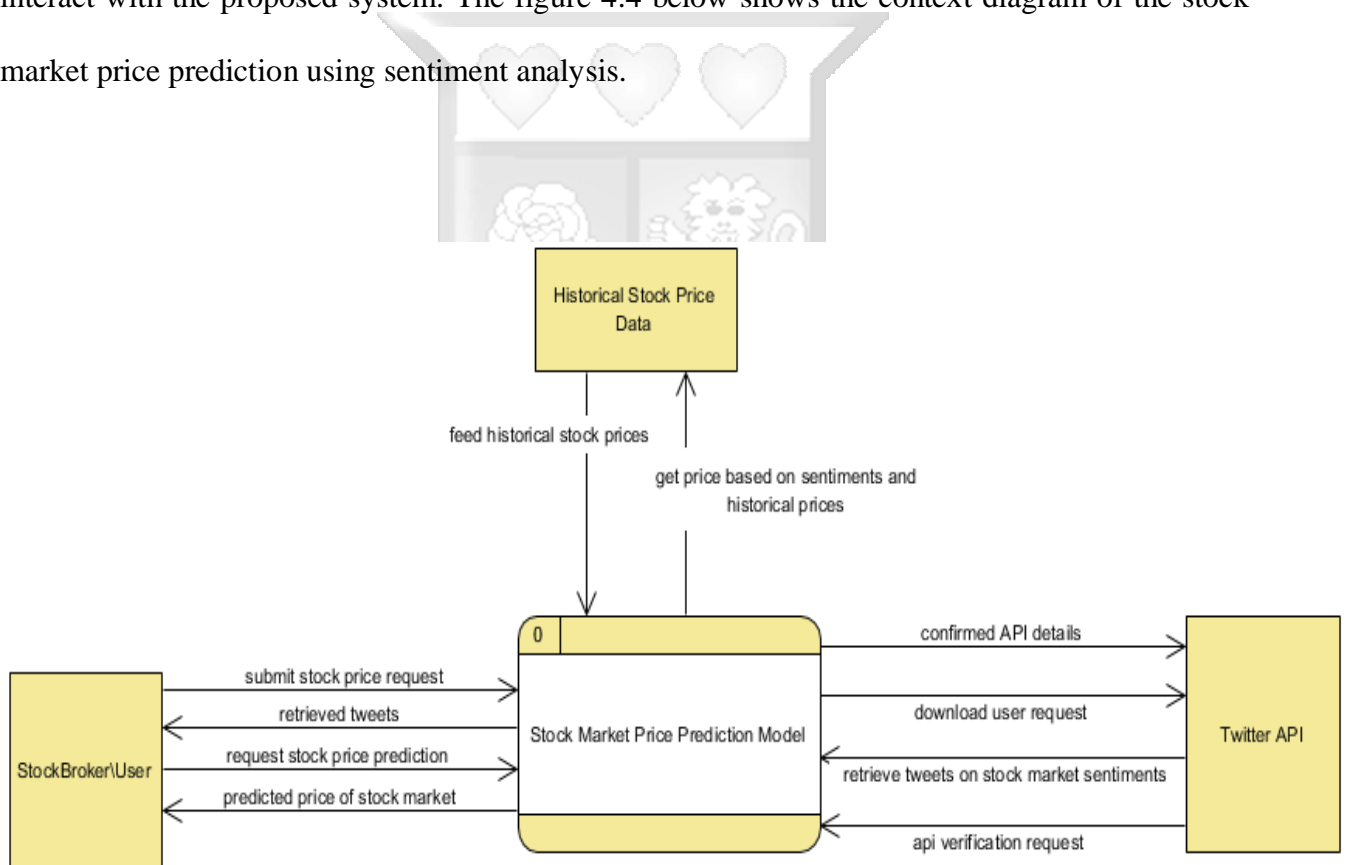 interact with the proposed system. The figure 4.4 below shows the context diagram of the stock
market price prediction using sentiment analysis.
Historical Stock Price
Data
feed historical stock prices
get price based on sentiments and
historical prices
0
Stock Market Price Prediction Model
StockBroker\User
submit stock price request
retrieved tweets
request stock price prediction
predicted price of stock market
confirmed API details
download user request
retrieve tweets on stock market sentiments
api verification request
Twitter API